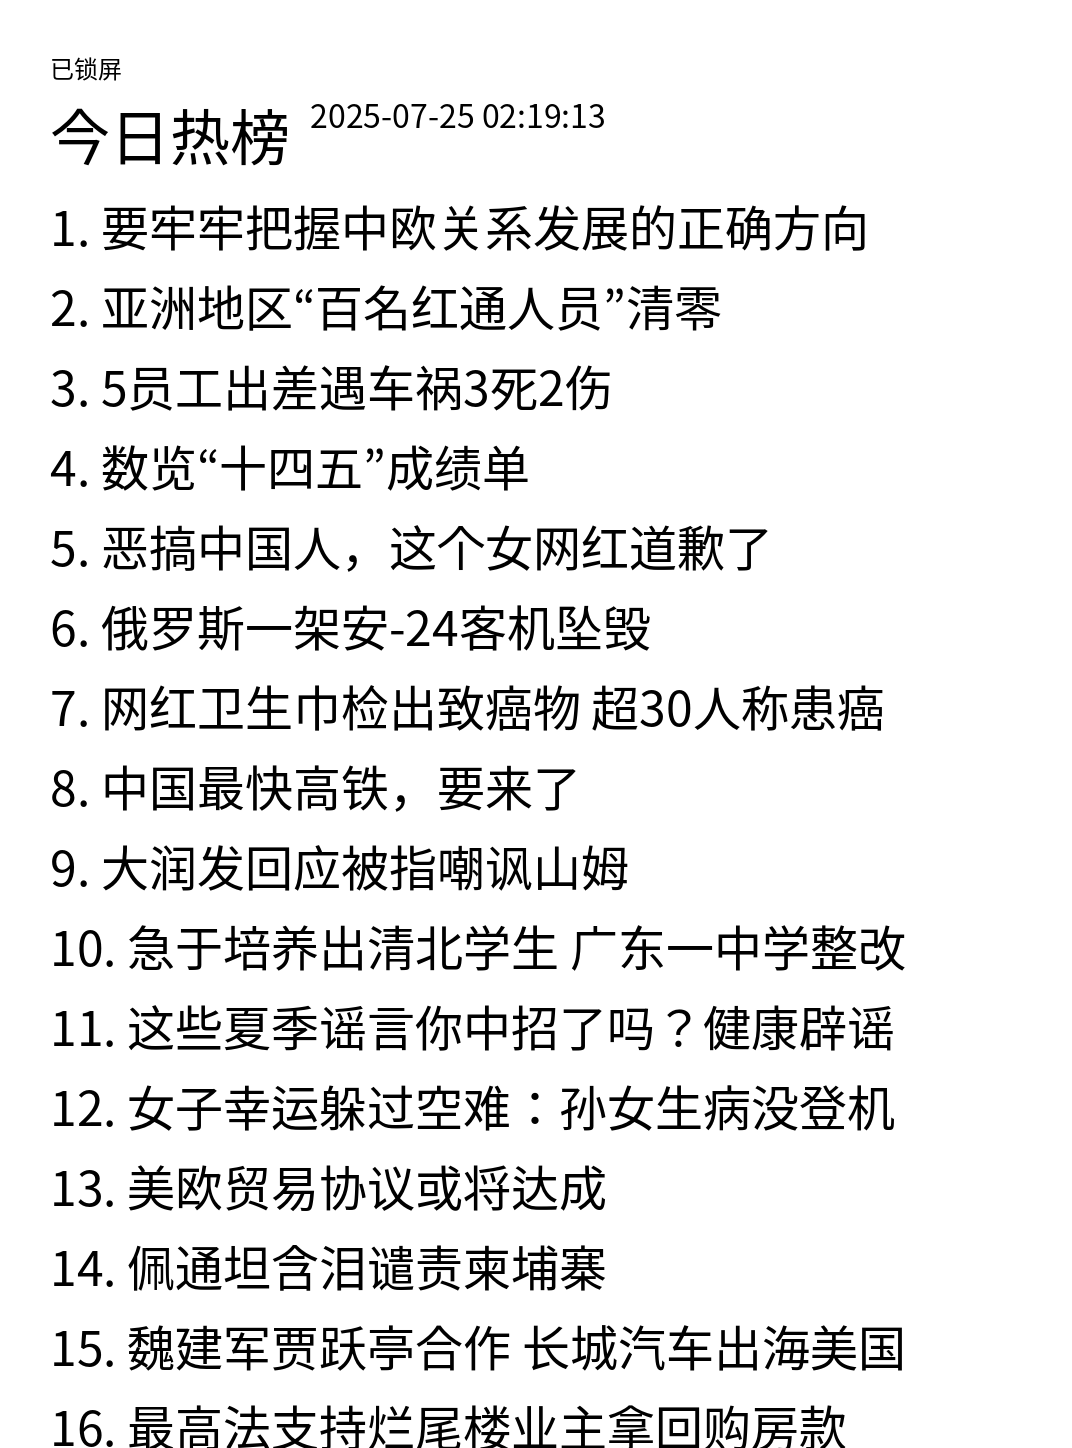 已锁屏
今日热榜 2025-07-25 02:19:13
1. 要牢牢把握中欧关系发展的正确方向
2. 亚洲地区“百名红通人员”清零
3. 5员工出差遇车祸3死2伤
4. 数览“十四五”成绩单
5. 恶搞中国人，这个女网红道歉了
6. 俄罗斯一架安-24客机坠毁
7. 网红卫生巾检出致癌物 超30人称患癌
8. 中国最快高铁，要来了
9. 大润发回应被指嘲讽山姆
10. 急于培养出清北学生 广东一中学整改
11. 这些夏季谣言你中招了吗？健康辟谣
12. 女子幸运躲过空难：孙女生病没登机
13. 美欧贸易协议或将达成
14. 佩通坦含泪谴责柬埔寨
15. 魏建军贾跃亭合作 长城汽车出海美国
16. 最高法支持烂尾楼业主拿回购房款